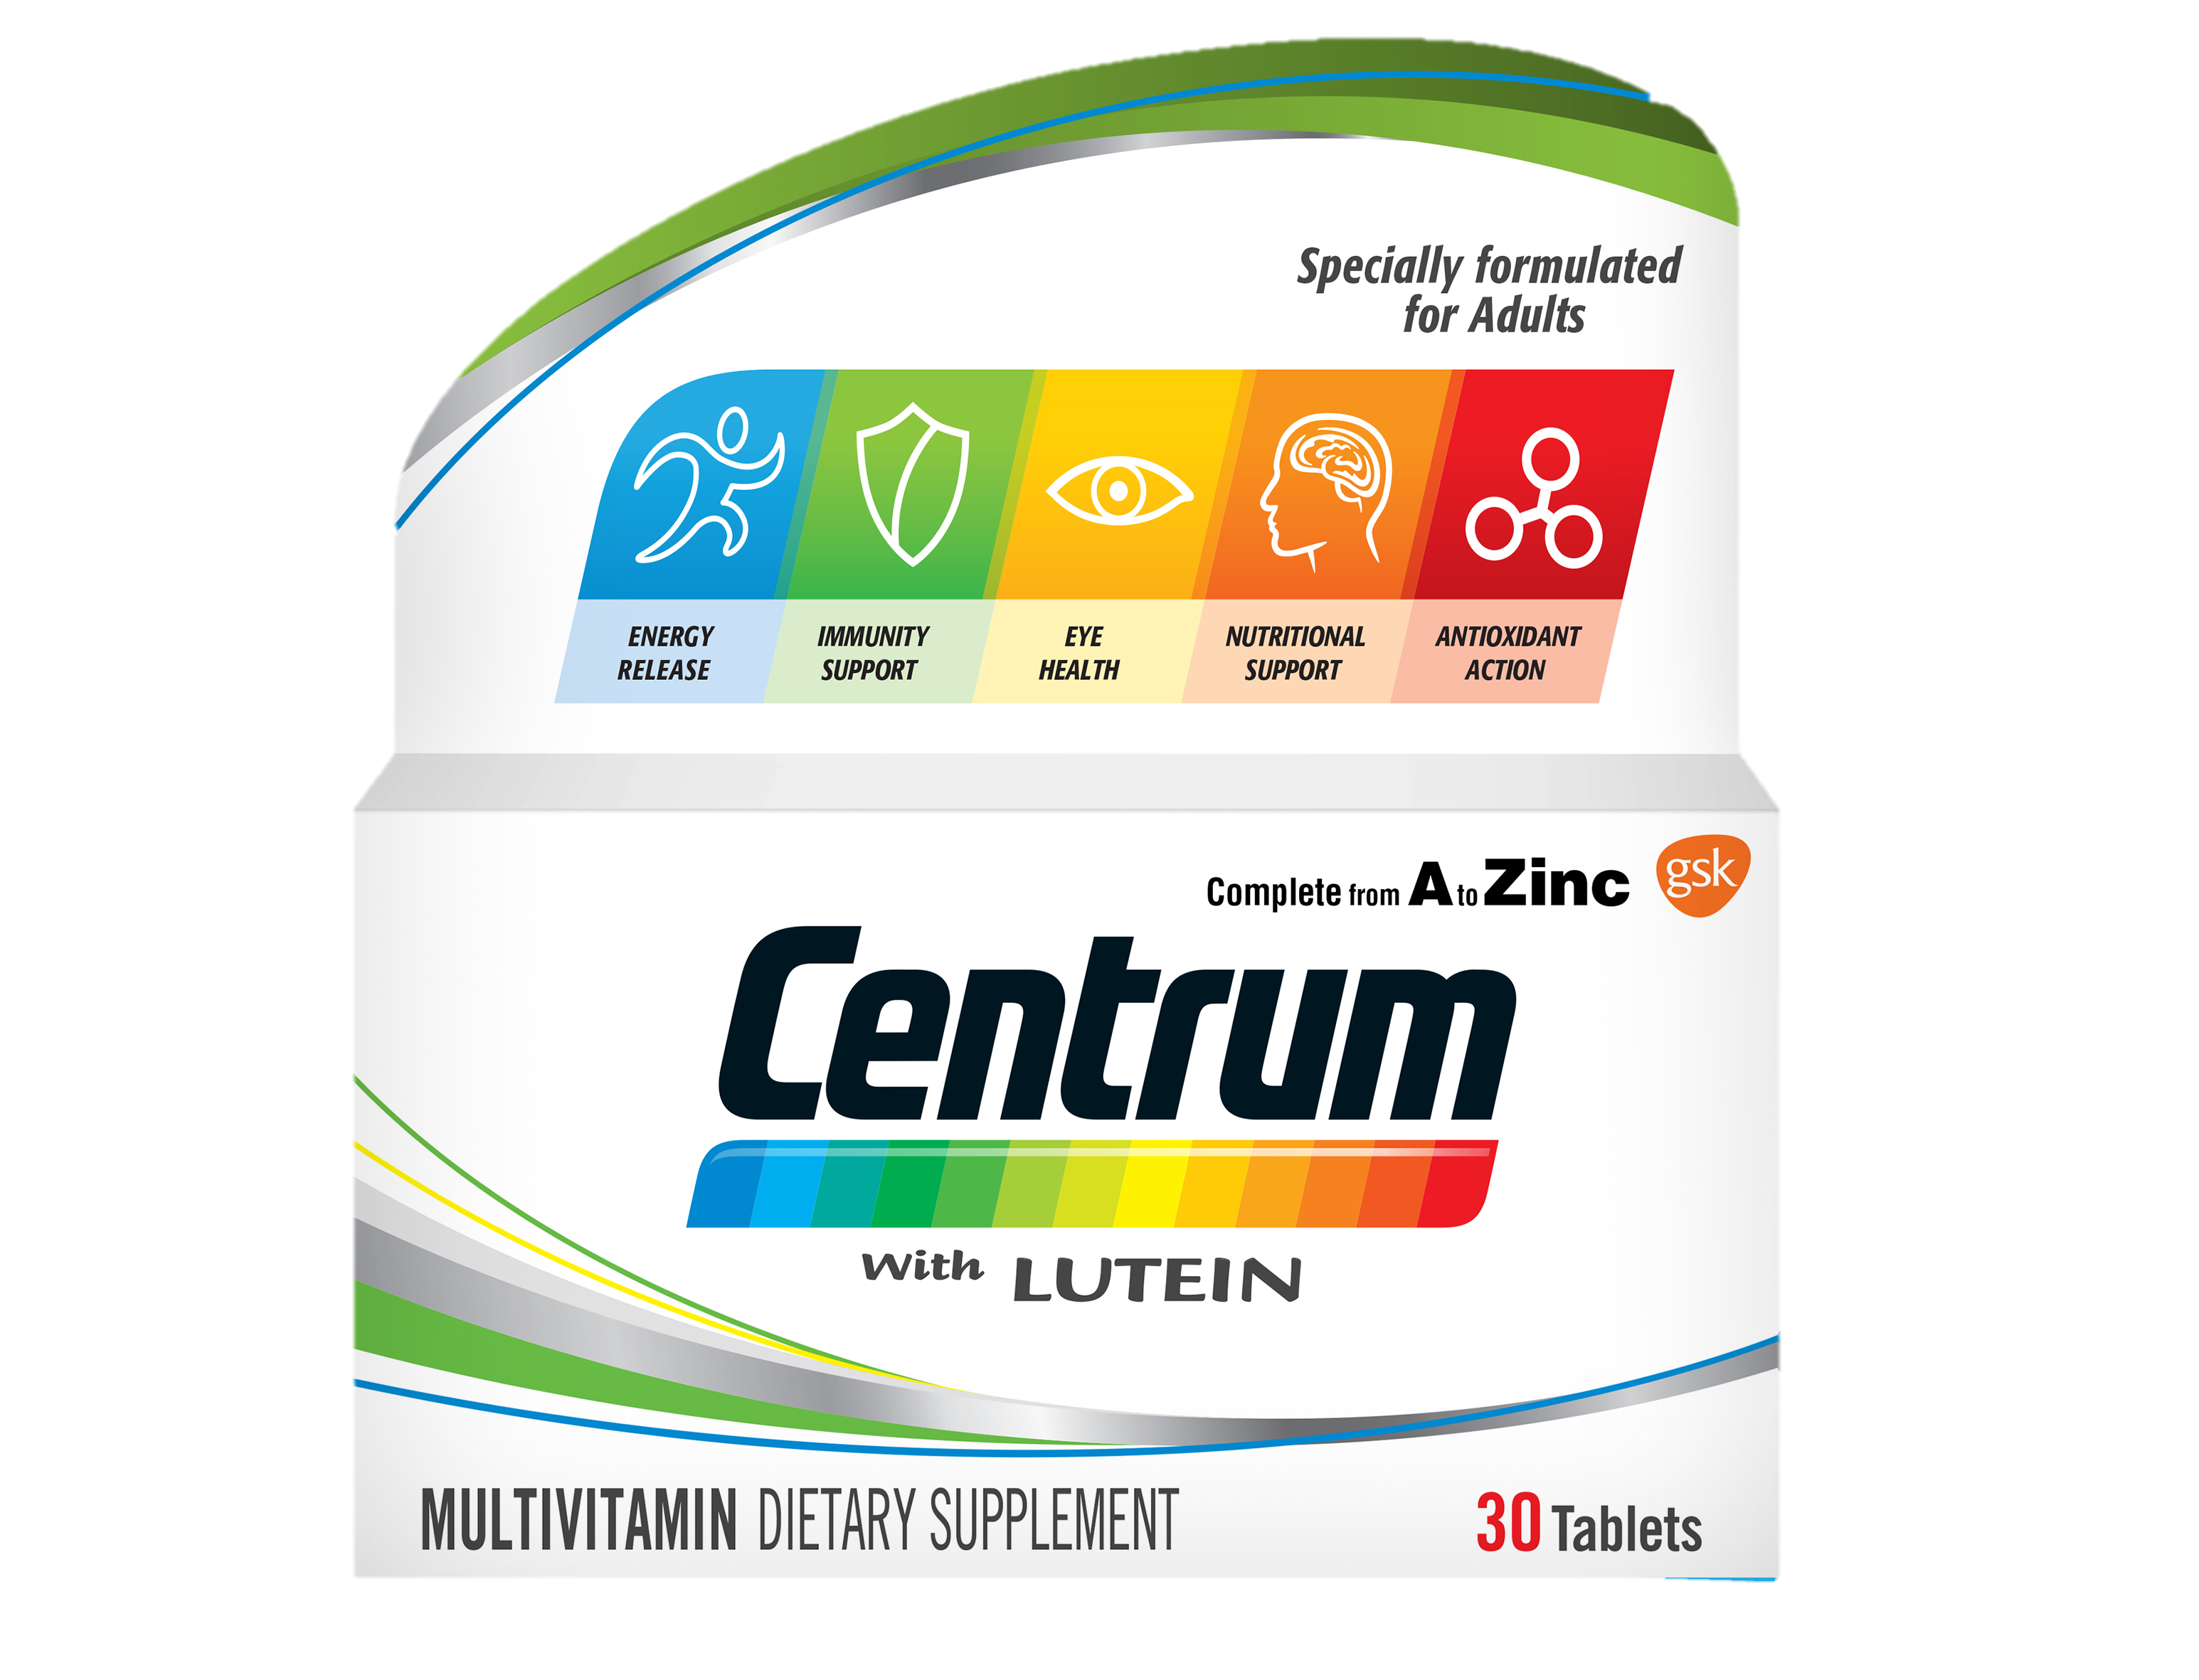 Specially formulated
for Adults
ENERGY
RELEASE
IMMUNITY
SUPPORT
EYE
HEALTH
NUTRITIONAL
SUPPORT
ANTIOXIDANT
ACTION
Complete from A to Zinc
gsk
Centrum
With LUTEIN
MULTIVITAMIN DIETARY SUPPLEMENT
30 Tablets